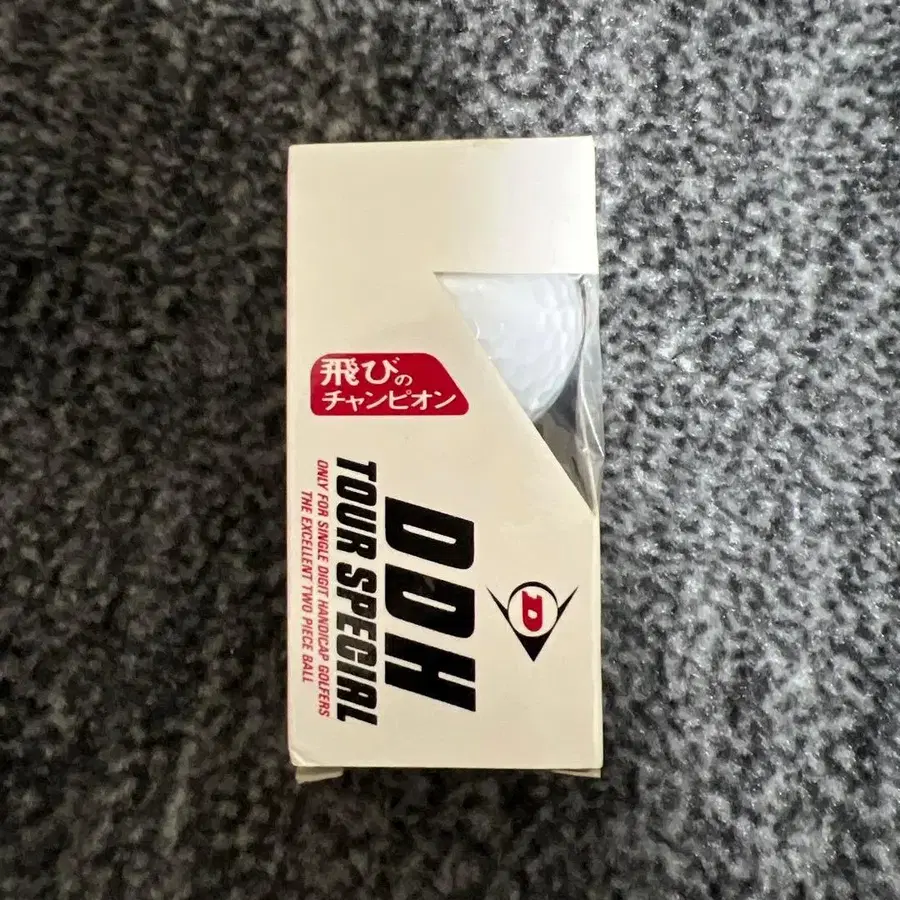 飛びの
チャンピオン
D
DDH
TOUR SPECIAL
ONLY FOR SINGLE DIGIT HANDICAP GOLFERS
THE EXCELLENT TWO PIECE BALL